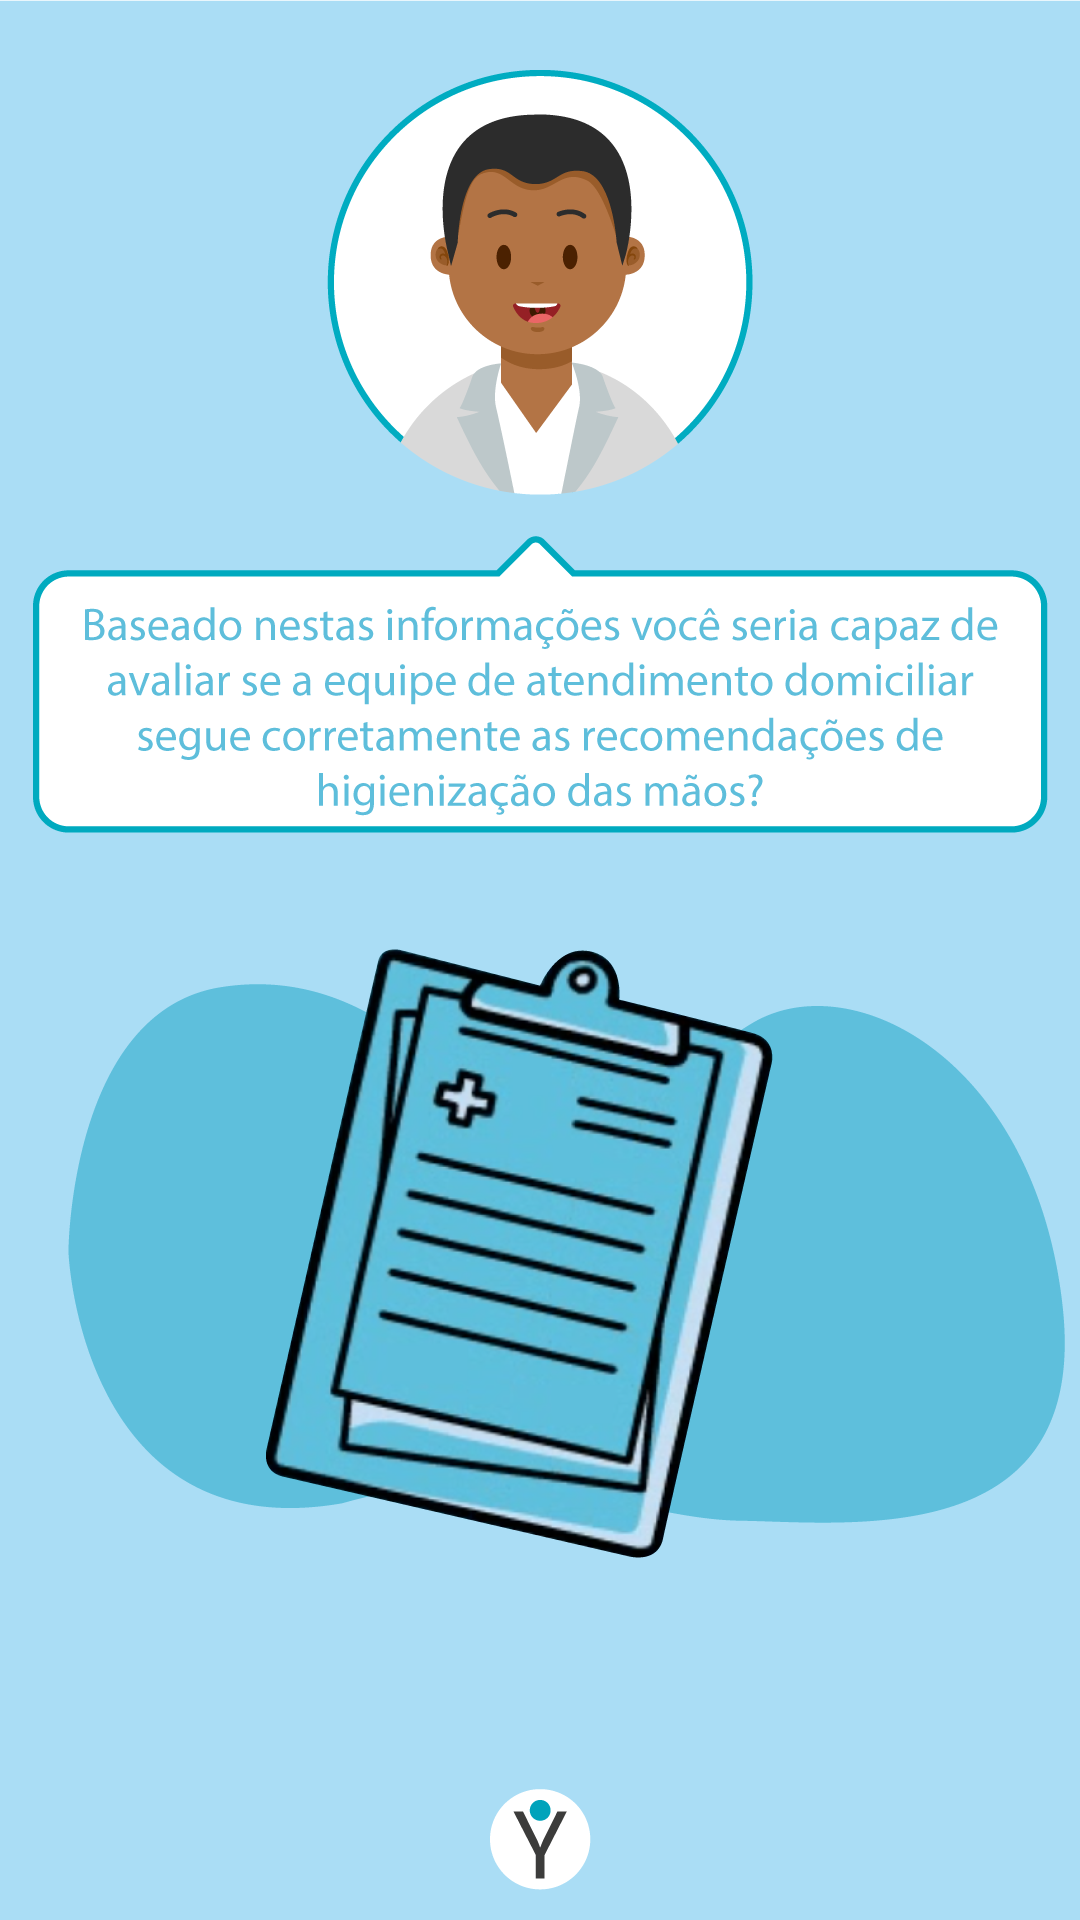 Baseado nestas informações você seria capaz de
avaliar se a equipe de atendimento domiciliar
segue corretamente as recomendações de
higienização das mãos?